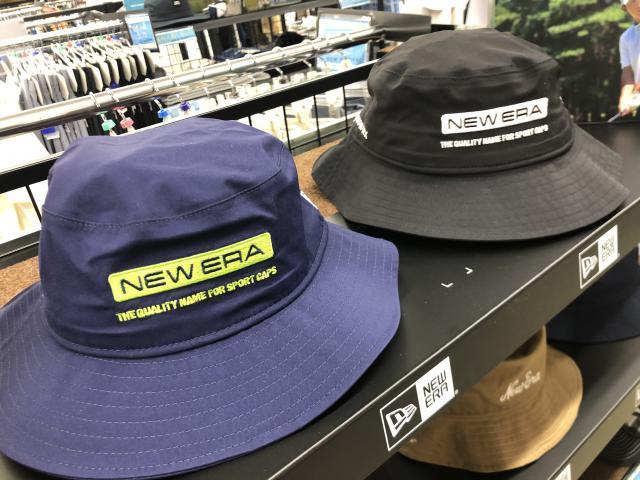 NEW ERA
THE QUALITY NAME FOR SPORT CAPS
NEW ERA
THE QUALITY NAME FOR SPORT CAPS
NEW
ERA
NEW
ERA
New Era